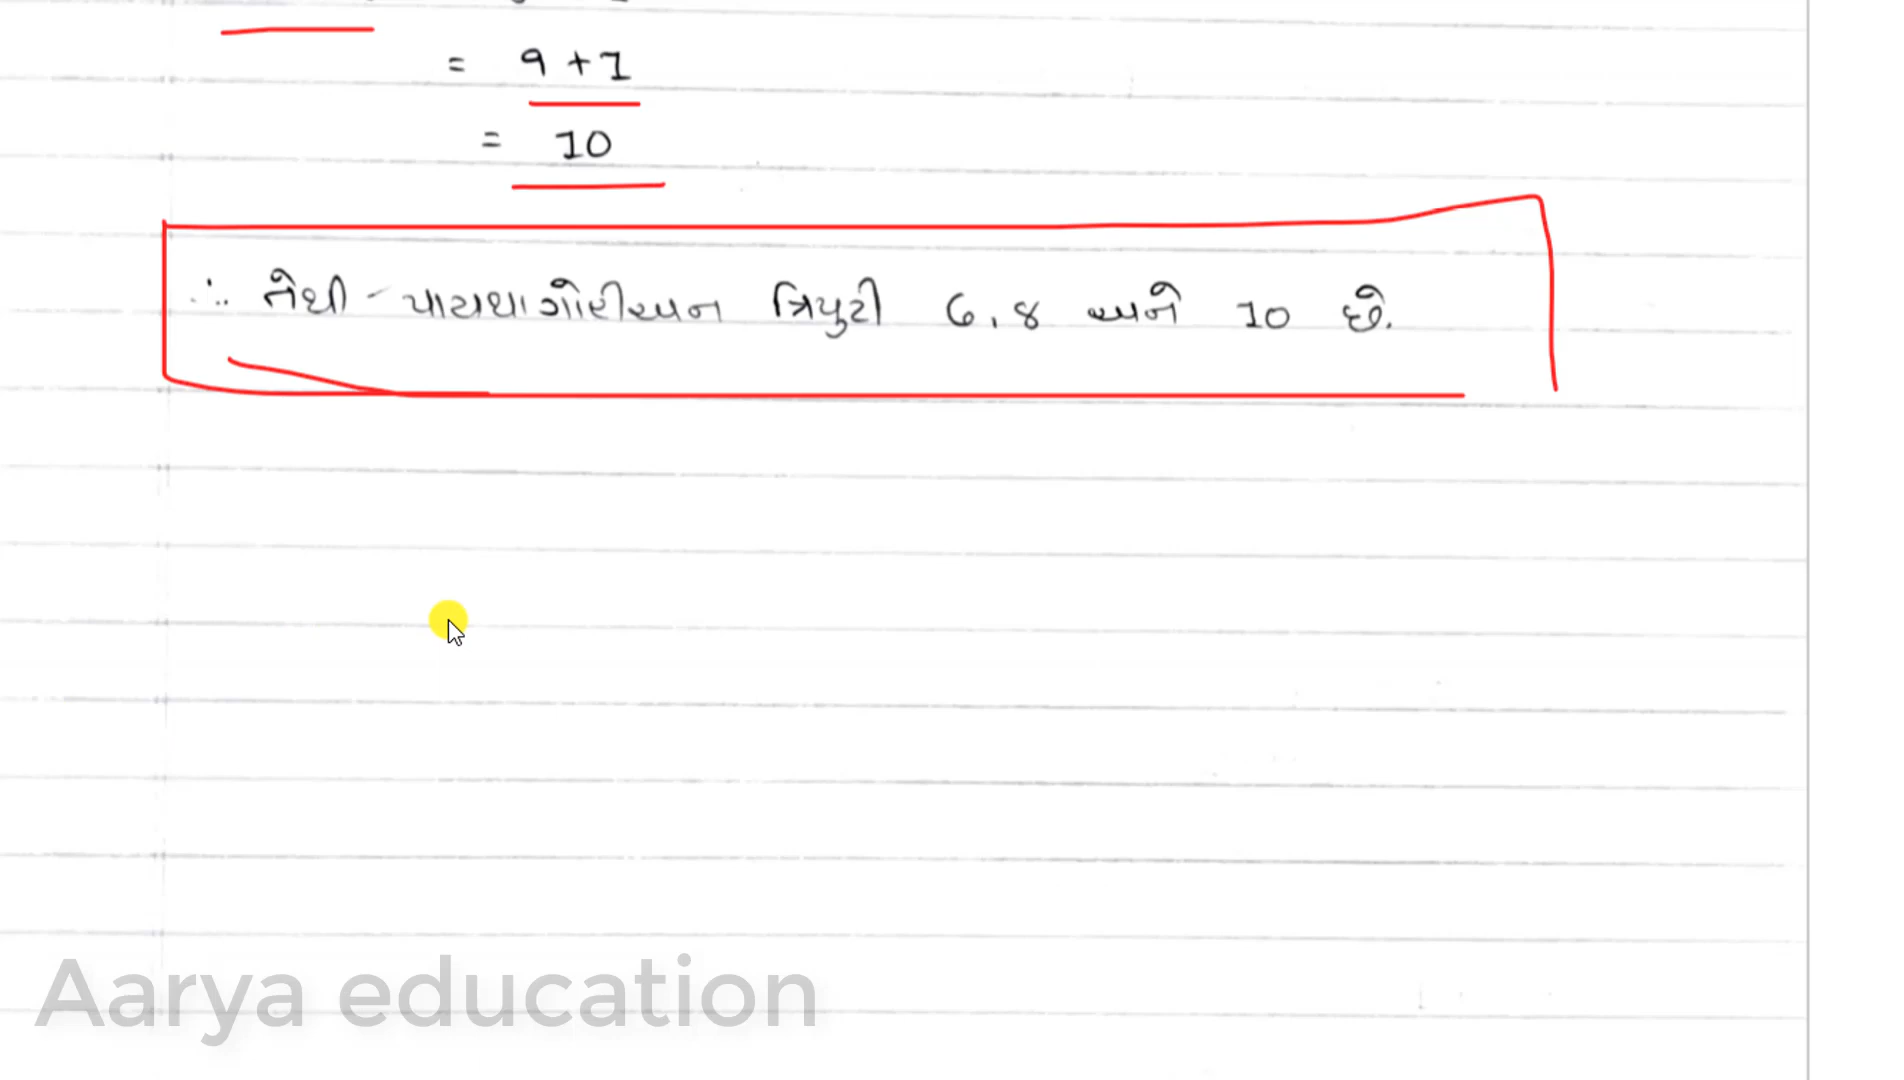 = 9 + 1
= 10
∴ તેથી - પાયથાગોરીયન ત્રિપુટી 6, 8 અને 10 છે.
Aarya education